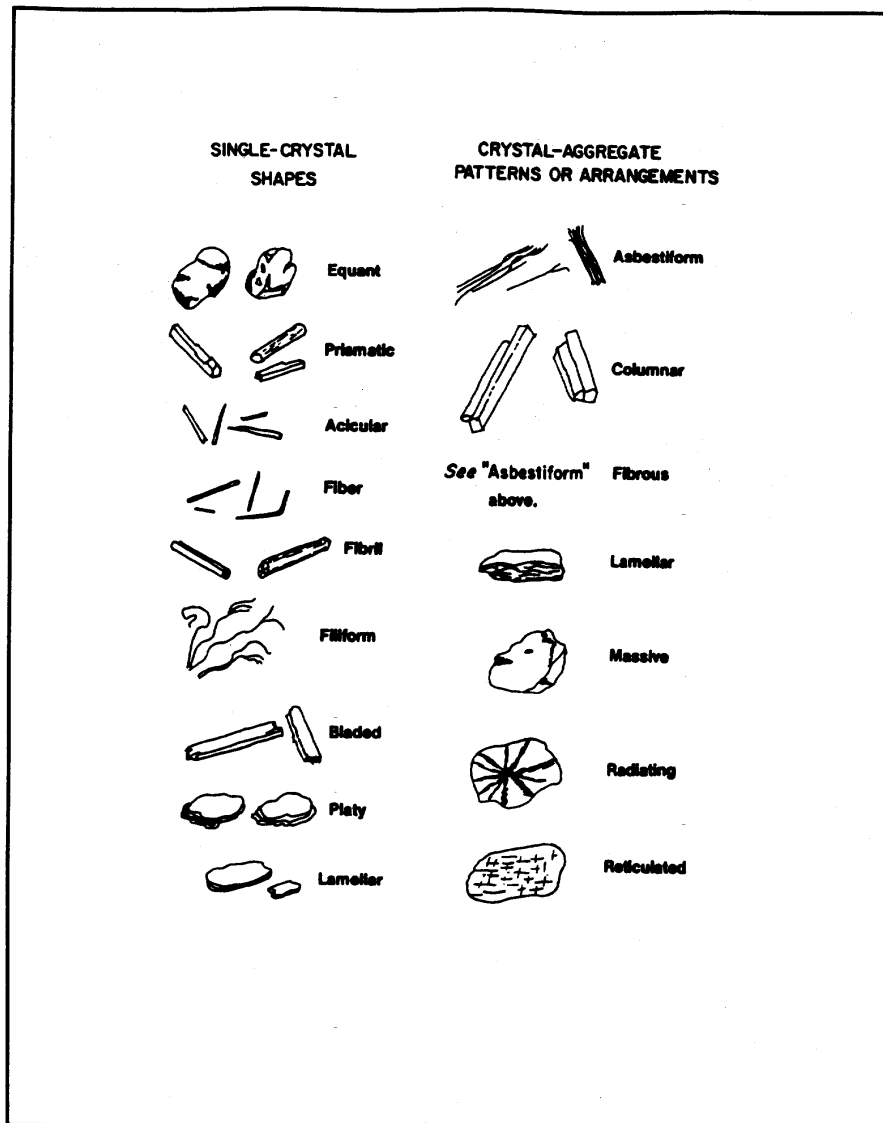 SINGLE-CRYSTAL
SHAPES
Equant
Prismatic
Acicular
Fiber
Fibril
Filiform
Bladed
Platy
Lamellar
CRYSTAL-AGGREGATE
PATTERNS OR ARRANGEMENTS
Asbestiform
Columnar
See "Asbestiform" Fibrous
above.
Lamellar
Massive
Radiating
Reticulated